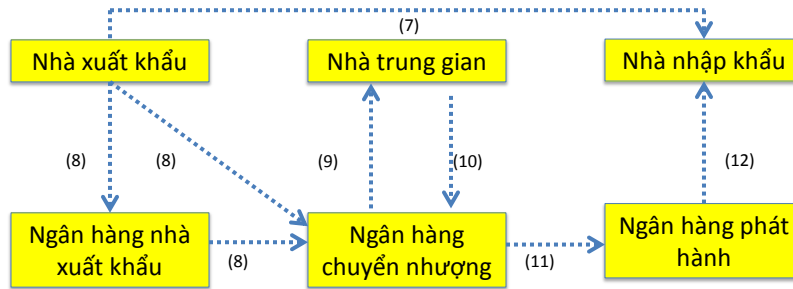 (7)
Nhà xuất khẩu
Nhà trung gian
Nhà nhập khẩu
(8)
(8)
(9)
(10)
(12)
Ngân hàng nhà
xuất khẩu
(8)
Ngân hàng
chuyển nhượng
(11)
Ngân hàng phát
hành